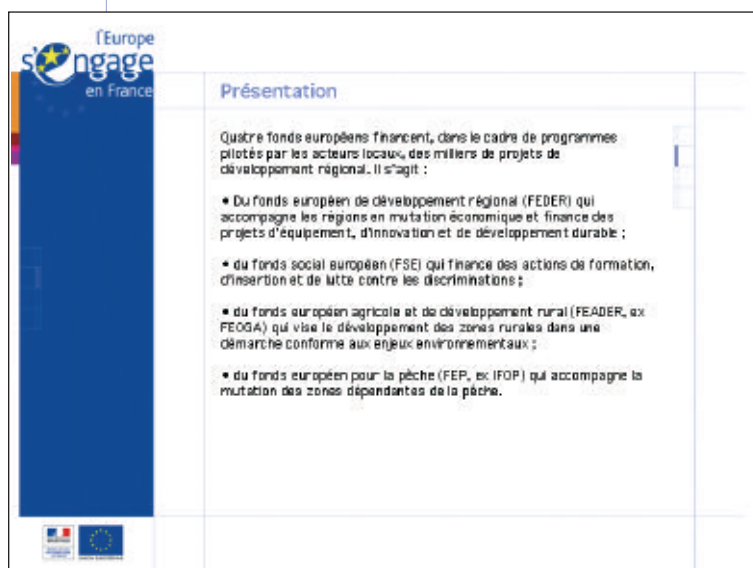 l'Europe
s'engage
en France
Présentation
Quatre fonds européens financent, dans le cadre de programmes
pilotés par les acteurs locaux, des milliers de projets de
développement régional. Il s'agit :
• Du fonds européen de développement régional (FEDER) qui
accompagne les régions en mutation économique et finance des
projets d'équipement, d'innovation et de développement durable ;
• du fonds social européen (FSE) qui finance des actions de formation,
d'insertion et de lutte contre les discriminations ;
• du fonds européen agricole et de développement rural (FEADER, ex
FEOGA) qui vise le développement des zones rurales dans une
démarche conforme aux enjeux environnementaux ;
• du fonds européen pour la pêche (FEP, ex IFOP) qui accompagne la
mutation des zones dépendantes de la pêche.
UNION EUROPÉENNE